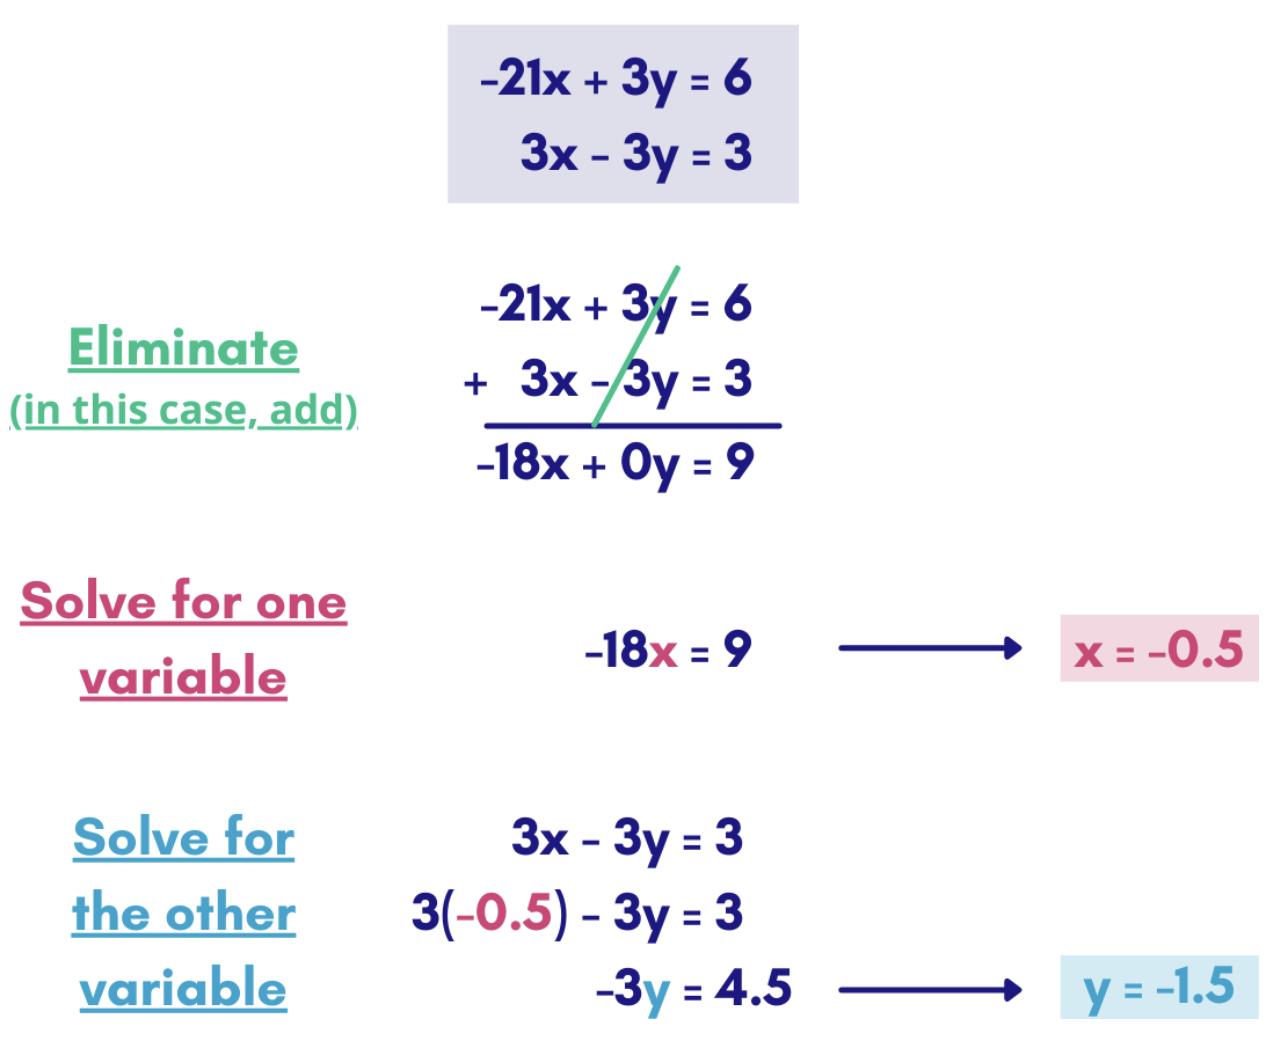 -21x + 3y = 6
3x - 3y = 3
Eliminate
(in this case, add)
-21x + 3y = 6
+ 3x - 3y = 3
-18x + 0y = 9
Solve for one
variable
-18x = 9
x = -0.5
Solve for
the other
variable
3x - 3y = 3
3(-0.5) - 3y = 3
-3y = 4.5
y = -1.5